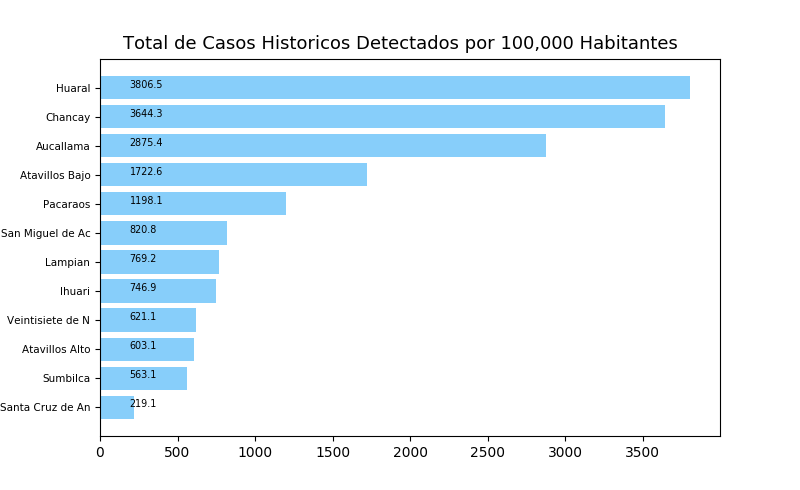 Total de Casos Historicos Detectados por 100,000 Habitantes
Huaral 3806.5
Chancay 3644.3
Aucallama 2875.4
Atavillos Bajo 1722.6
Pacaraos 1198.1
San Miguel de Ac 820.8
Lampian 769.2
Ihuari 746.9
Veintisiete de N 621.1
Atavillos Alto 603.1
Sumbilca 563.1
Santa Cruz de An 219.1
0 500 1000 1500 2000 2500 3000 3500